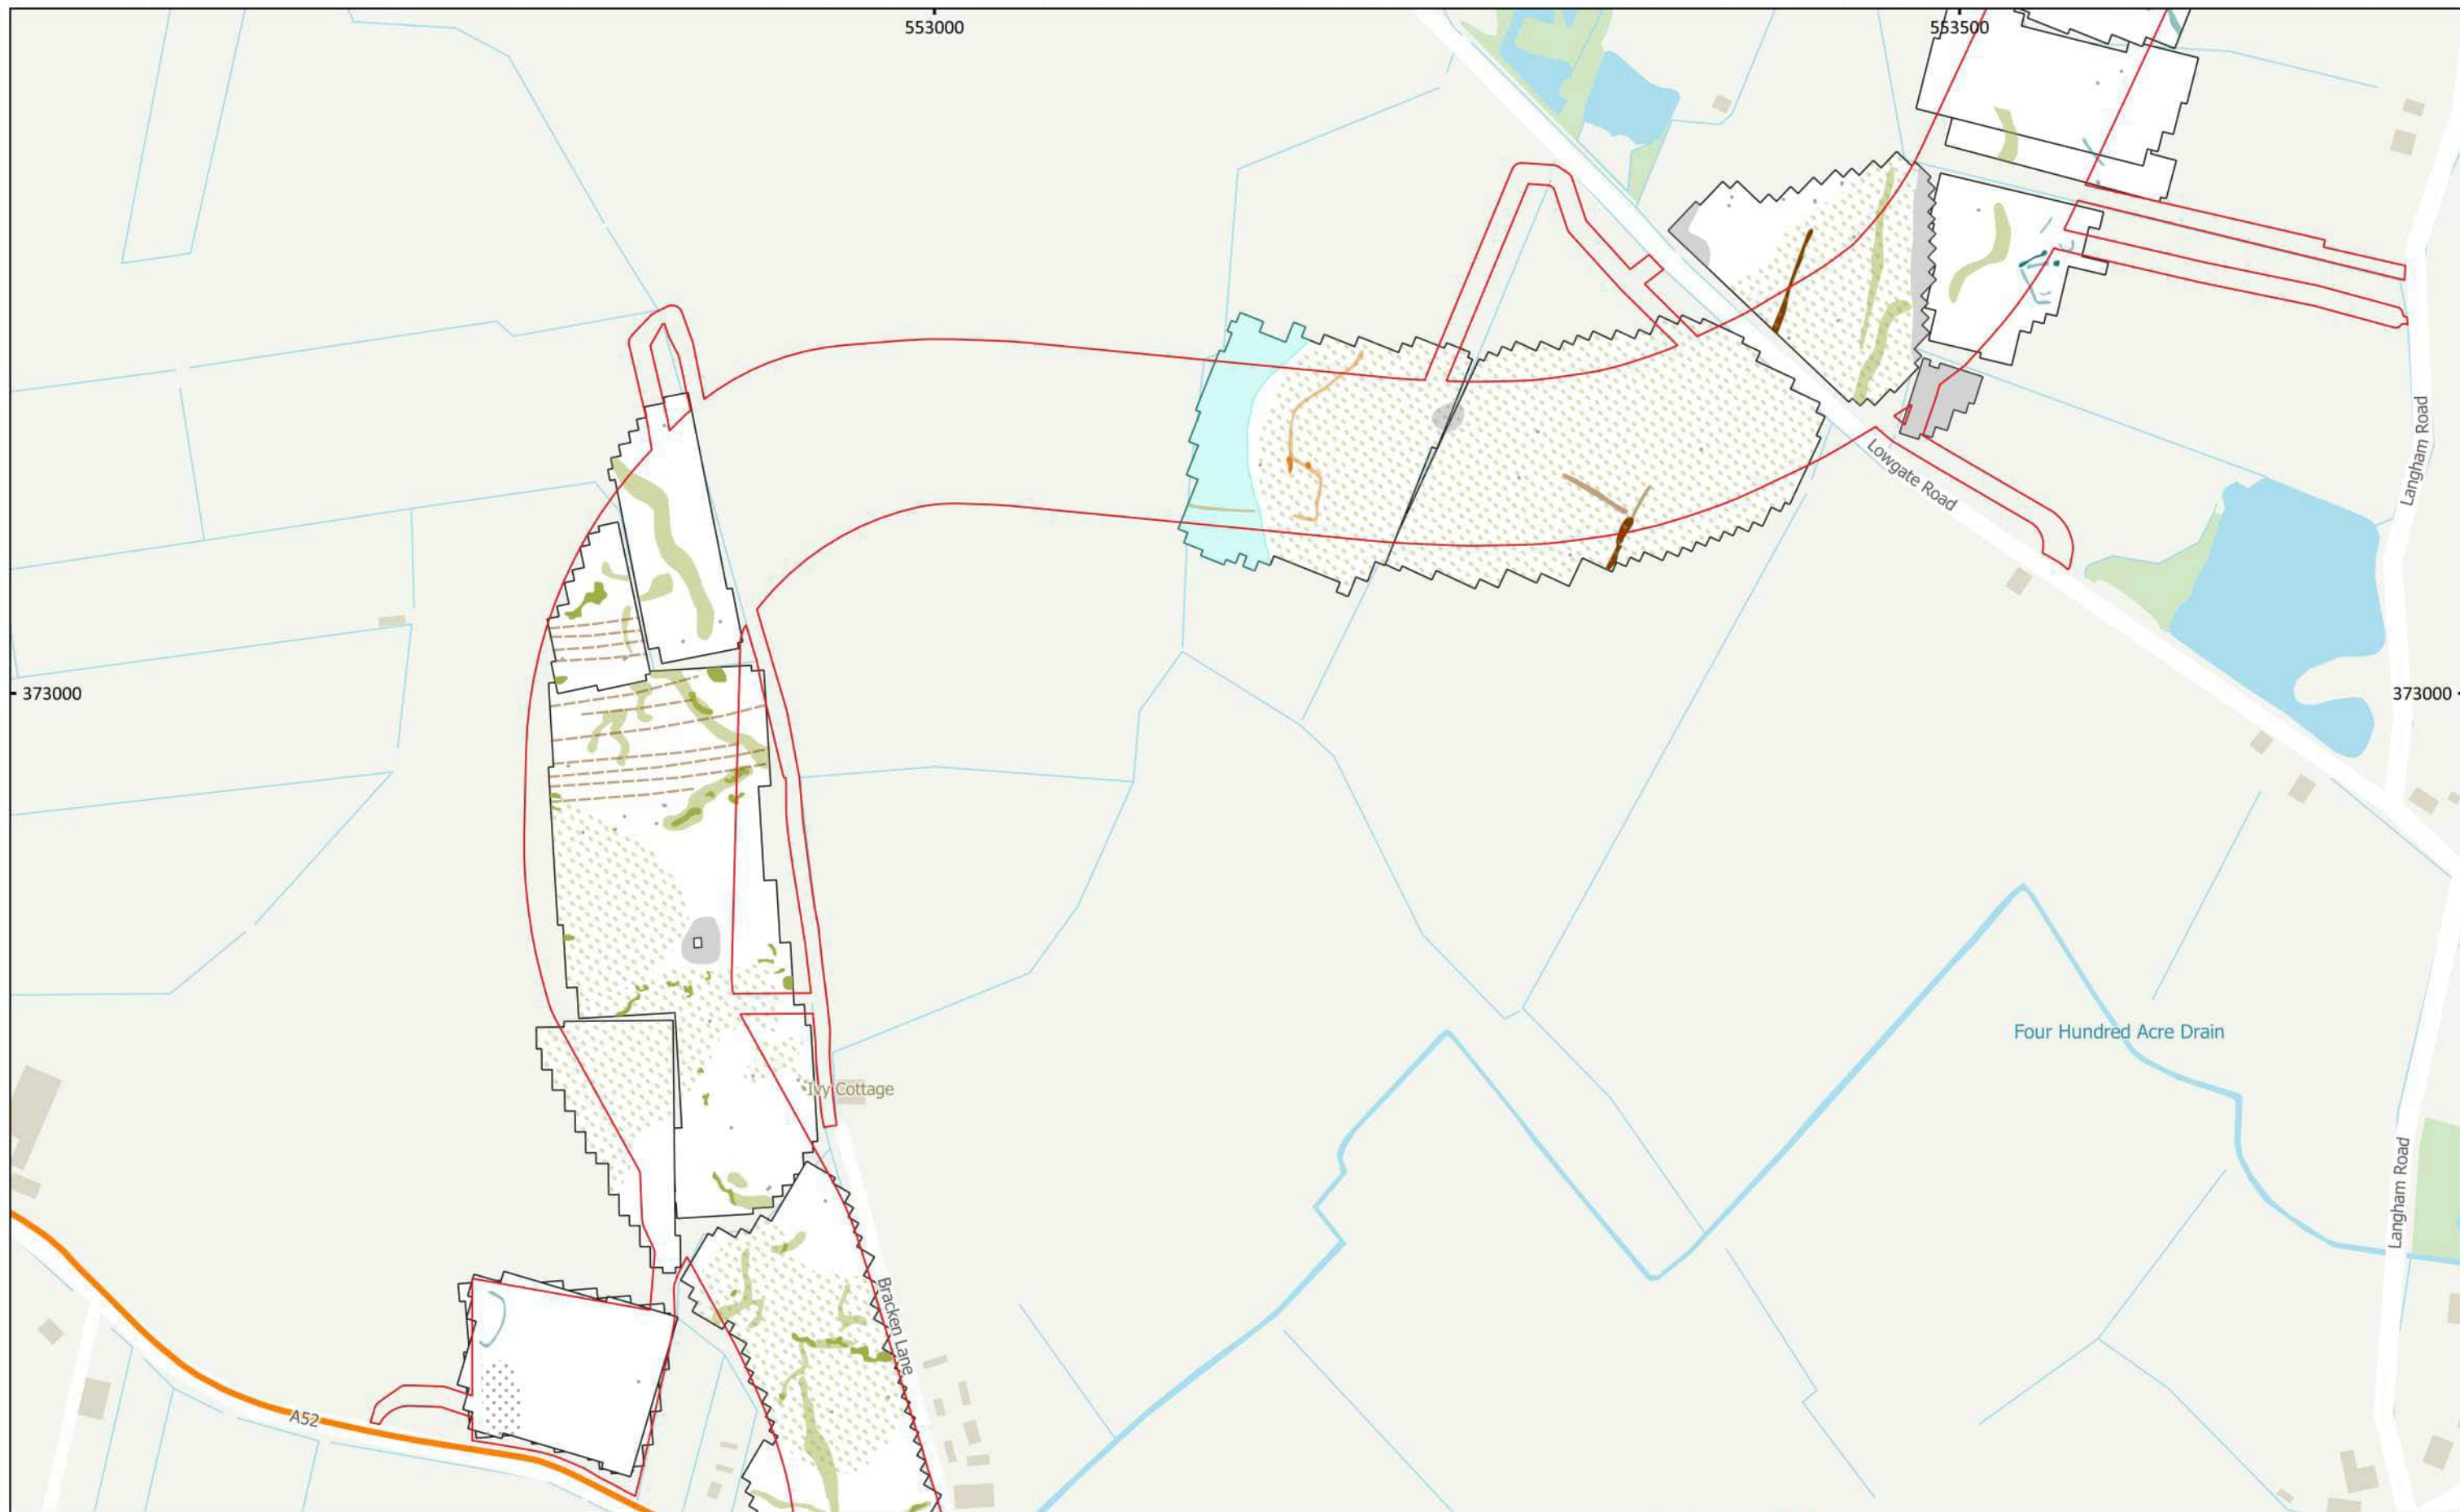 553000
553500
Langham Road
Lowgate Road
373000
373000
Four Hundred Acre Drain
Ivy Cottage
Langham Road
Bracken Lane
A52